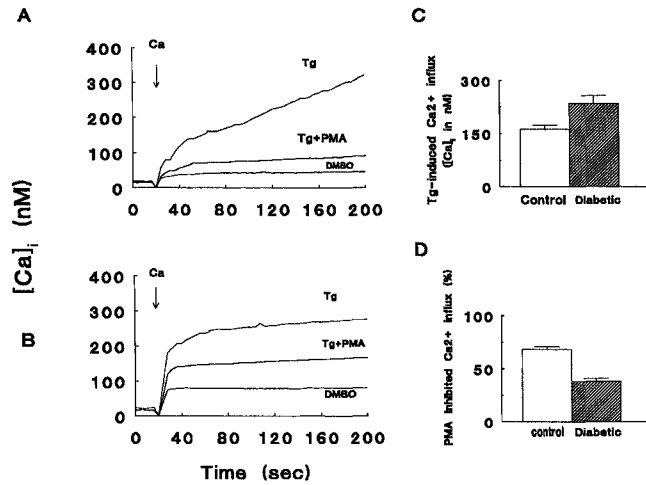 A
Ca
Tg
Tg+PMA
DMSO
400
300
200
100
0
0 40 80 120 160 200
B
Ca
Tg
Tg+PMA
DMSO
400
300
200
100
0
0 40 80 120 160 200
[Ca]i (nM)
Time (sec)
C
Tg-induced Ca2+ influx
([Ca]i in nM)
300
150
0
Control Diabetic
D
PMA Inhibited Ca2+ influx (%)
100
50
0
control Diabetic